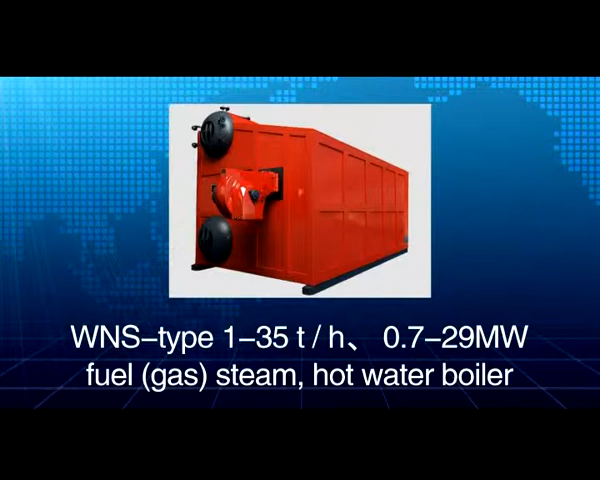 WNS-type 1-35 t / h、 0.7-29MW
fuel (gas) steam, hot water boiler